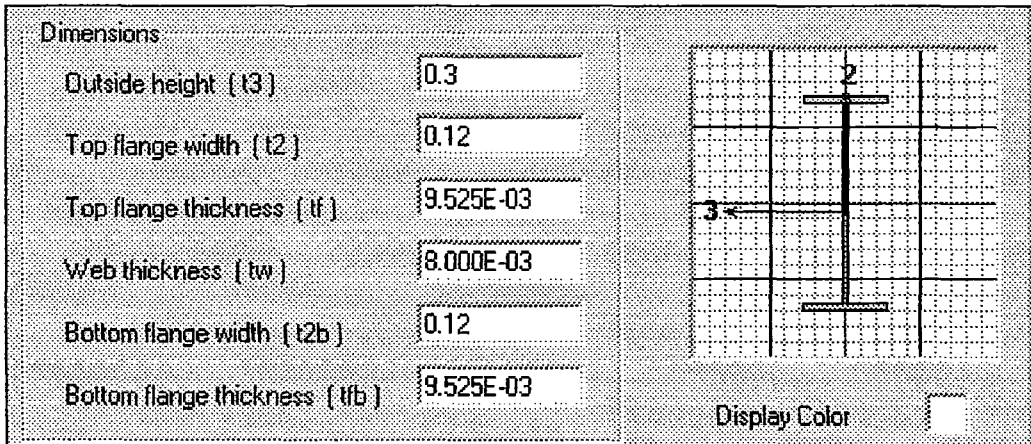 Dimensions
Outside height ( t3 ) 0.3
Top flange width ( t2 ) 0.12
Top flange thickness ( tf ) 9.525E-03
Web thickness ( tw ) 8.000E-03
Bottom flange width ( t2b ) 0.12
Bottom flange thickness ( tfb ) 9.525E-03
2
3
Display Color